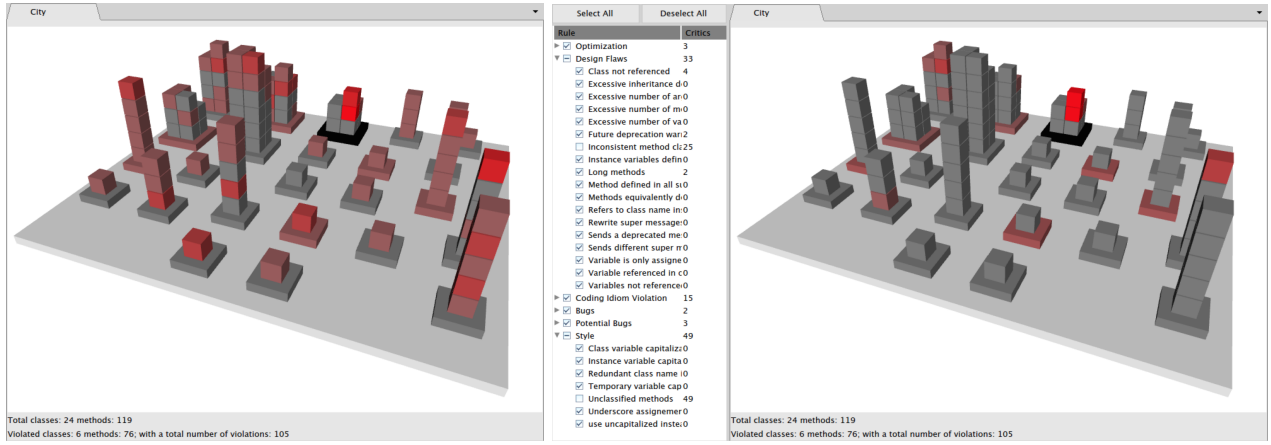 City
Total classes: 24 methods: 119
Violated classes: 6 methods: 76; with a total number of violations: 105
Select All Deselect All
Rule Critics
Optimization 3
Design Flaws 33
Class not referenced 4
Excessive inheritance d 0
Excessive number of ar 0
Excessive number of m 0
Excessive number of va 0
Future deprecation war 2
Inconsistent method cl 25
Instance variables defin 0
Long methods 2
Method defined in all su 0
Methods equivalently d 0
Refers to class name in 0
Rewrite super message 0
Sends a deprecated me 0
Sends different super m 0
Variable is only assigne 0
Variable referenced in 0
Variables not reference 0
Coding Idiom Violation 15
Bugs 2
Potential Bugs 3
Style 49
Class variable capitaliz 0
Instance variable capita 0
Redundant class name 0
Temporary variable cap 0
Unclassified methods 49
Underscore assignemer 0
use uncapitalized inste 0
City
Total classes: 24 methods: 119
Violated classes: 6 methods: 76; with a total number of violations: 105